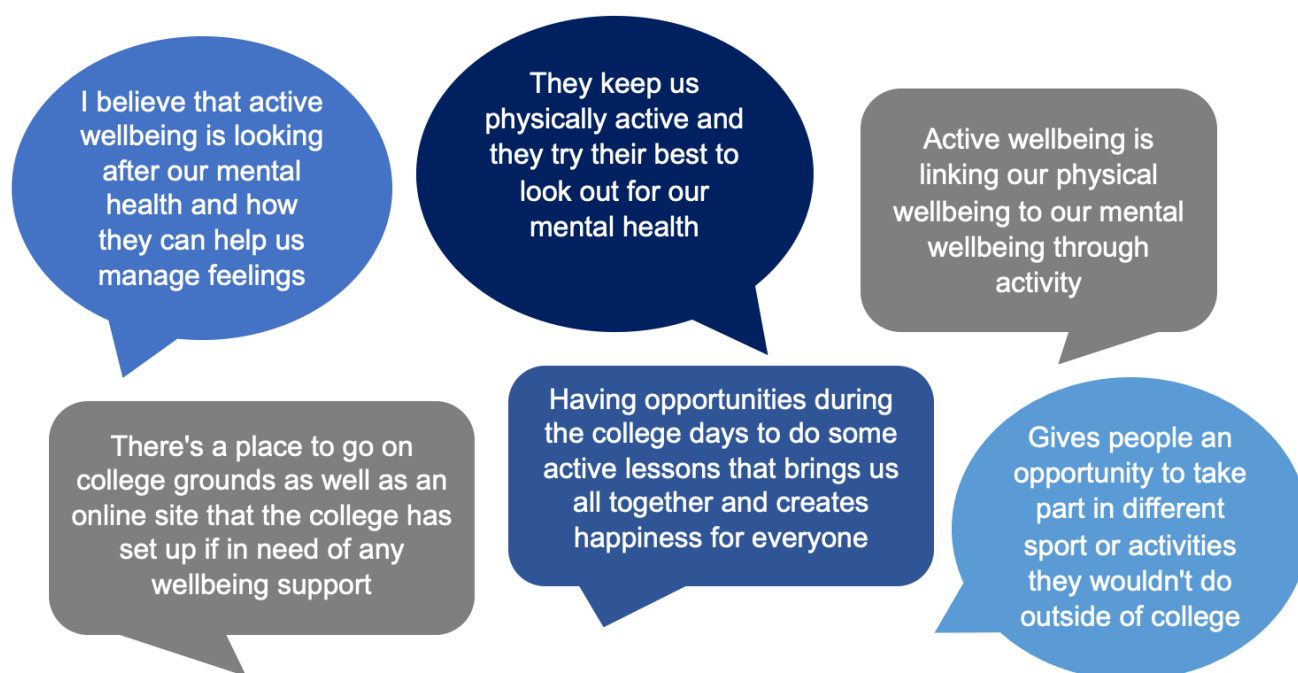 I believe that active
wellbeing is looking
after our mental
health and how
they can help us
manage feelings
They keep us
physically active and
they try their best to
look out for our
mental health
Active wellbeing is
linking our physical
wellbeing to our mental
wellbeing through
activity
There's a place to go on
college grounds as well as an
online site that the college has
set up if in need of any
wellbeing support
Having opportunities during
the college days to do some
active lessons that brings us
all together and creates
happiness for everyone
Gives people an
opportunity to take
part in different
sport or activities
they wouldn't do
outside of college